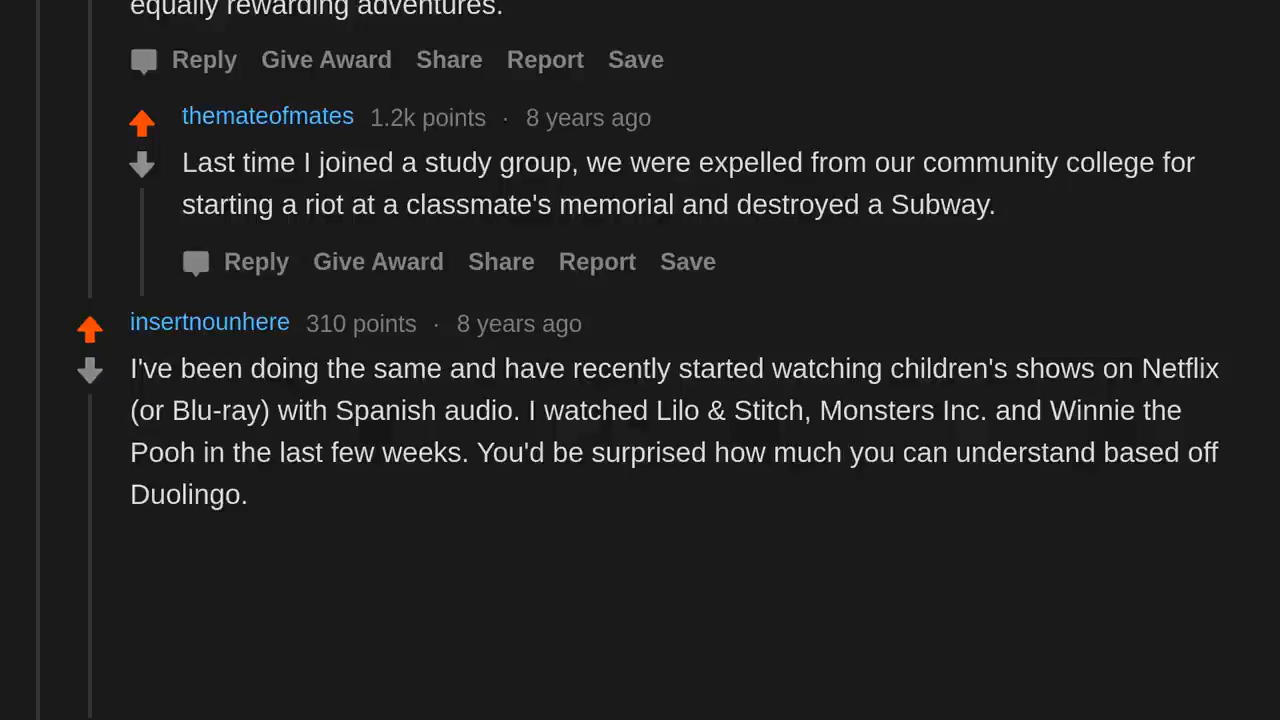 equally rewarding adventures.
Reply Give Award Share Report Save
themateofmates 1.2k points · 8 years ago
Last time I joined a study group, we were expelled from our community college for
starting a riot at a classmate's memorial and destroyed a Subway.
Reply Give Award Share Report Save
insertnounhere 310 points · 8 years ago
I've been doing the same and have recently started watching children's shows on Netflix
(or Blu-ray) with Spanish audio. I watched Lilo & Stitch, Monsters Inc. and Winnie the
Pooh in the last few weeks. You'd be surprised how much you can understand based off
Duolingo.